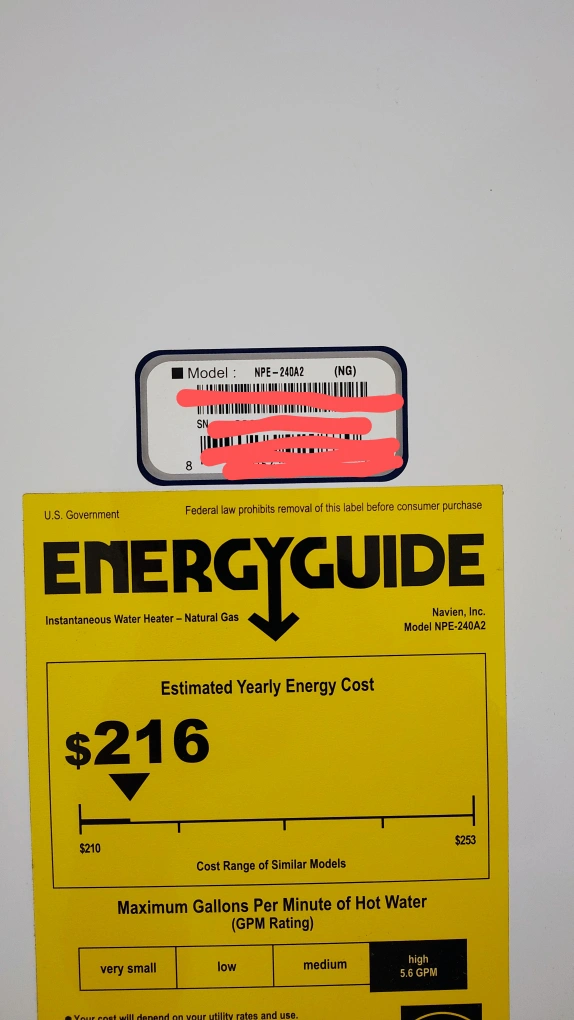 Model : NPE-240A2 (NG)
SN
8
U.S. Government Federal law prohibits removal of this label before consumer purchase
ENERGYGUIDE
Instantaneous Water Heater – Natural Gas
Navien, Inc.
Model NPE-240A2
Estimated Yearly Energy Cost
$216
$210 $253
Cost Range of Similar Models
Maximum Gallons Per Minute of Hot Water
(GPM Rating)
very small low medium high
5.6 GPM
● Your cost will depend on your utility rates and use.